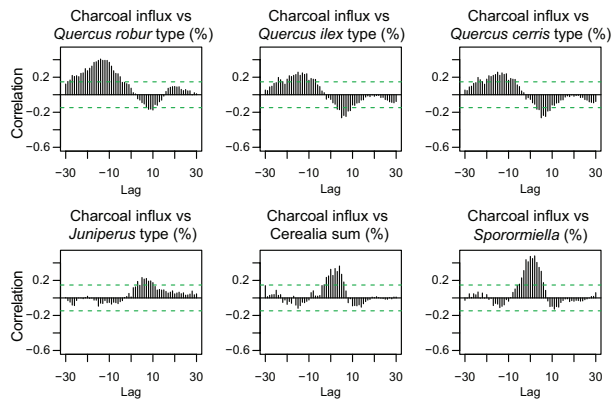 Charcoal influx vs
Quercus robur type (%)
Charcoal influx vs
Quercus ilex type (%)
Charcoal influx vs
Quercus cerris type (%)
Correlation
0.2
−0.2
−0.6
−30
−10
10
30
Lag
0.2
−0.2
−0.6
−30
−10
10
30
Lag
0.2
−0.2
−0.6
−30
−10
10
30
Lag
Charcoal influx vs
Juniperus type (%)
Charcoal influx vs
Cerealia sum (%)
Charcoal influx vs
Sporormiella (%)
Correlation
0.2
−0.2
−0.6
−30
−10
10
30
Lag
0.2
−0.2
−0.6
−30
−10
10
30
Lag
0.2
−0.2
−0.6
−30
−10
10
30
Lag